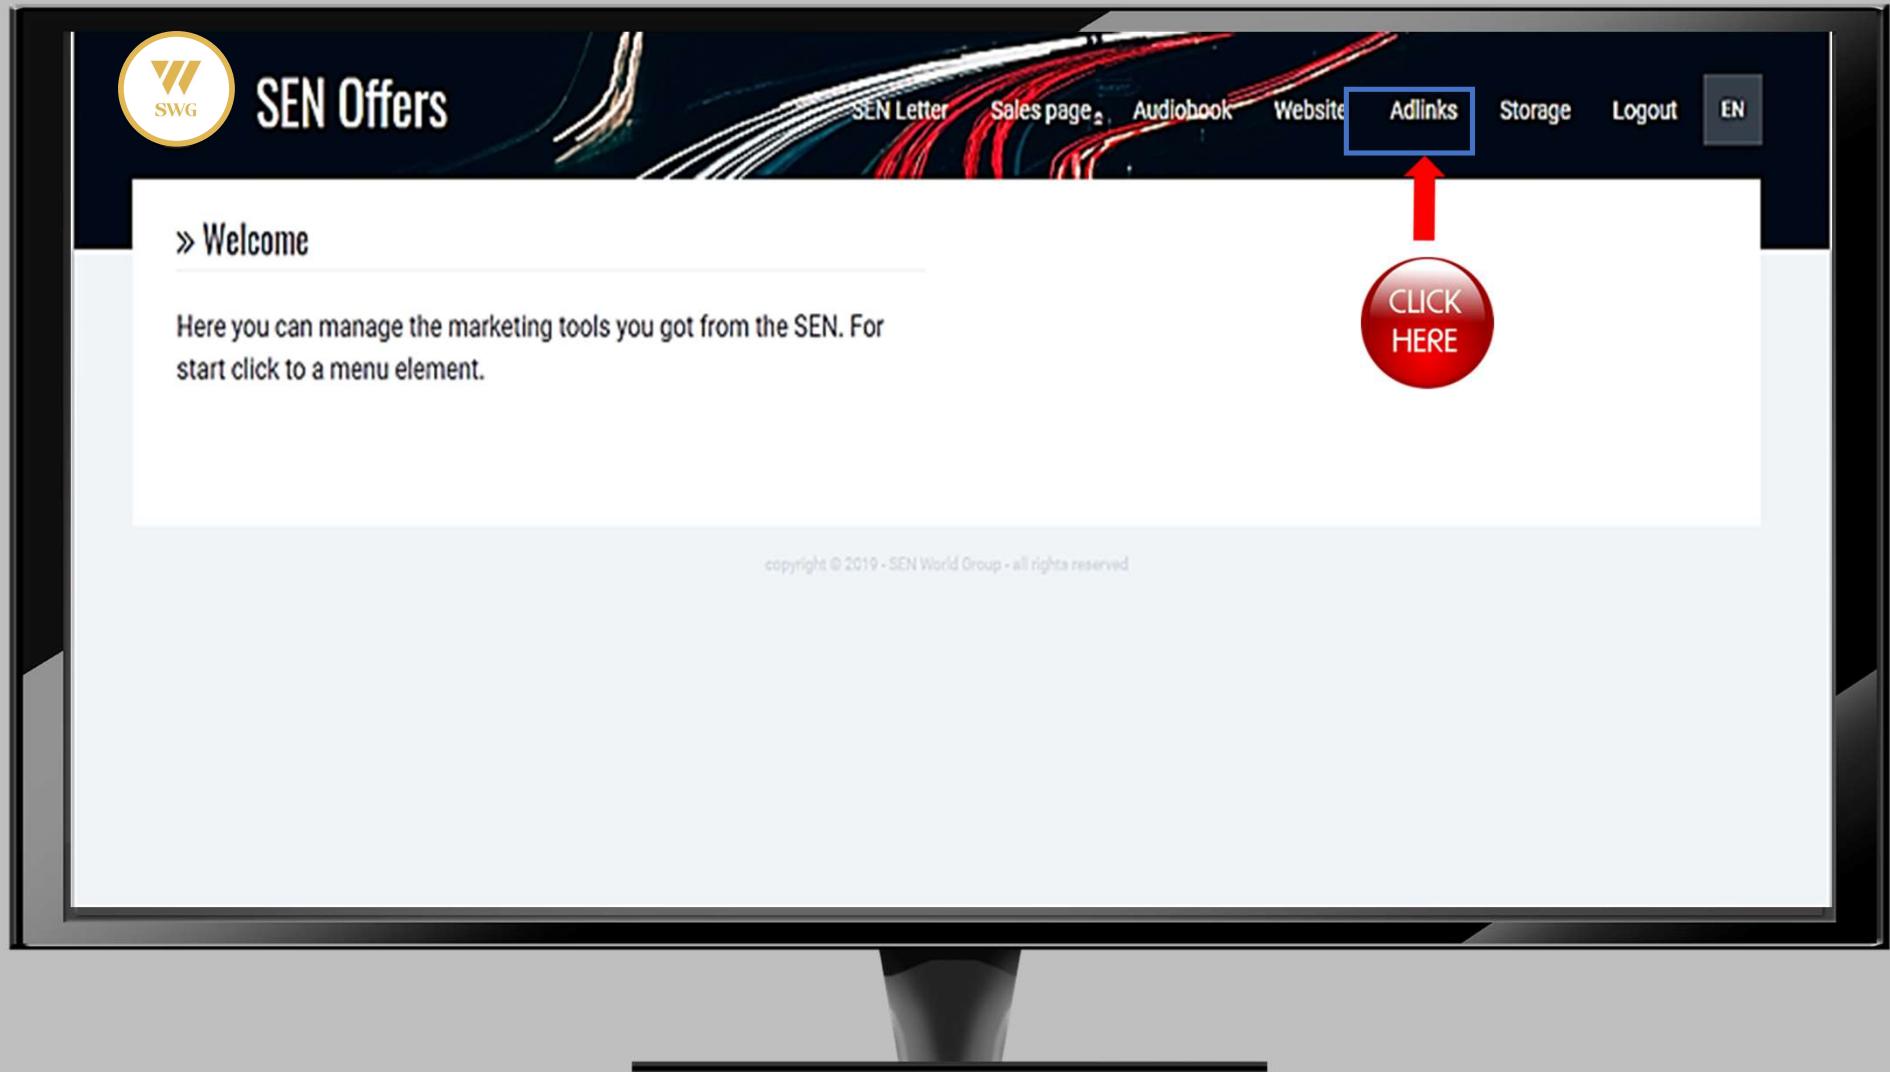 SWG
SEN Offers
SEN Letter
Sales page
Audiobook
Website
Adlinks
Storage
Logout
EN
» Welcome
Here you can manage the marketing tools you got from the SEN. For
start click to a menu element.
CLICK
HERE
copyright © 2019 - SEN World Group - all rights reserved